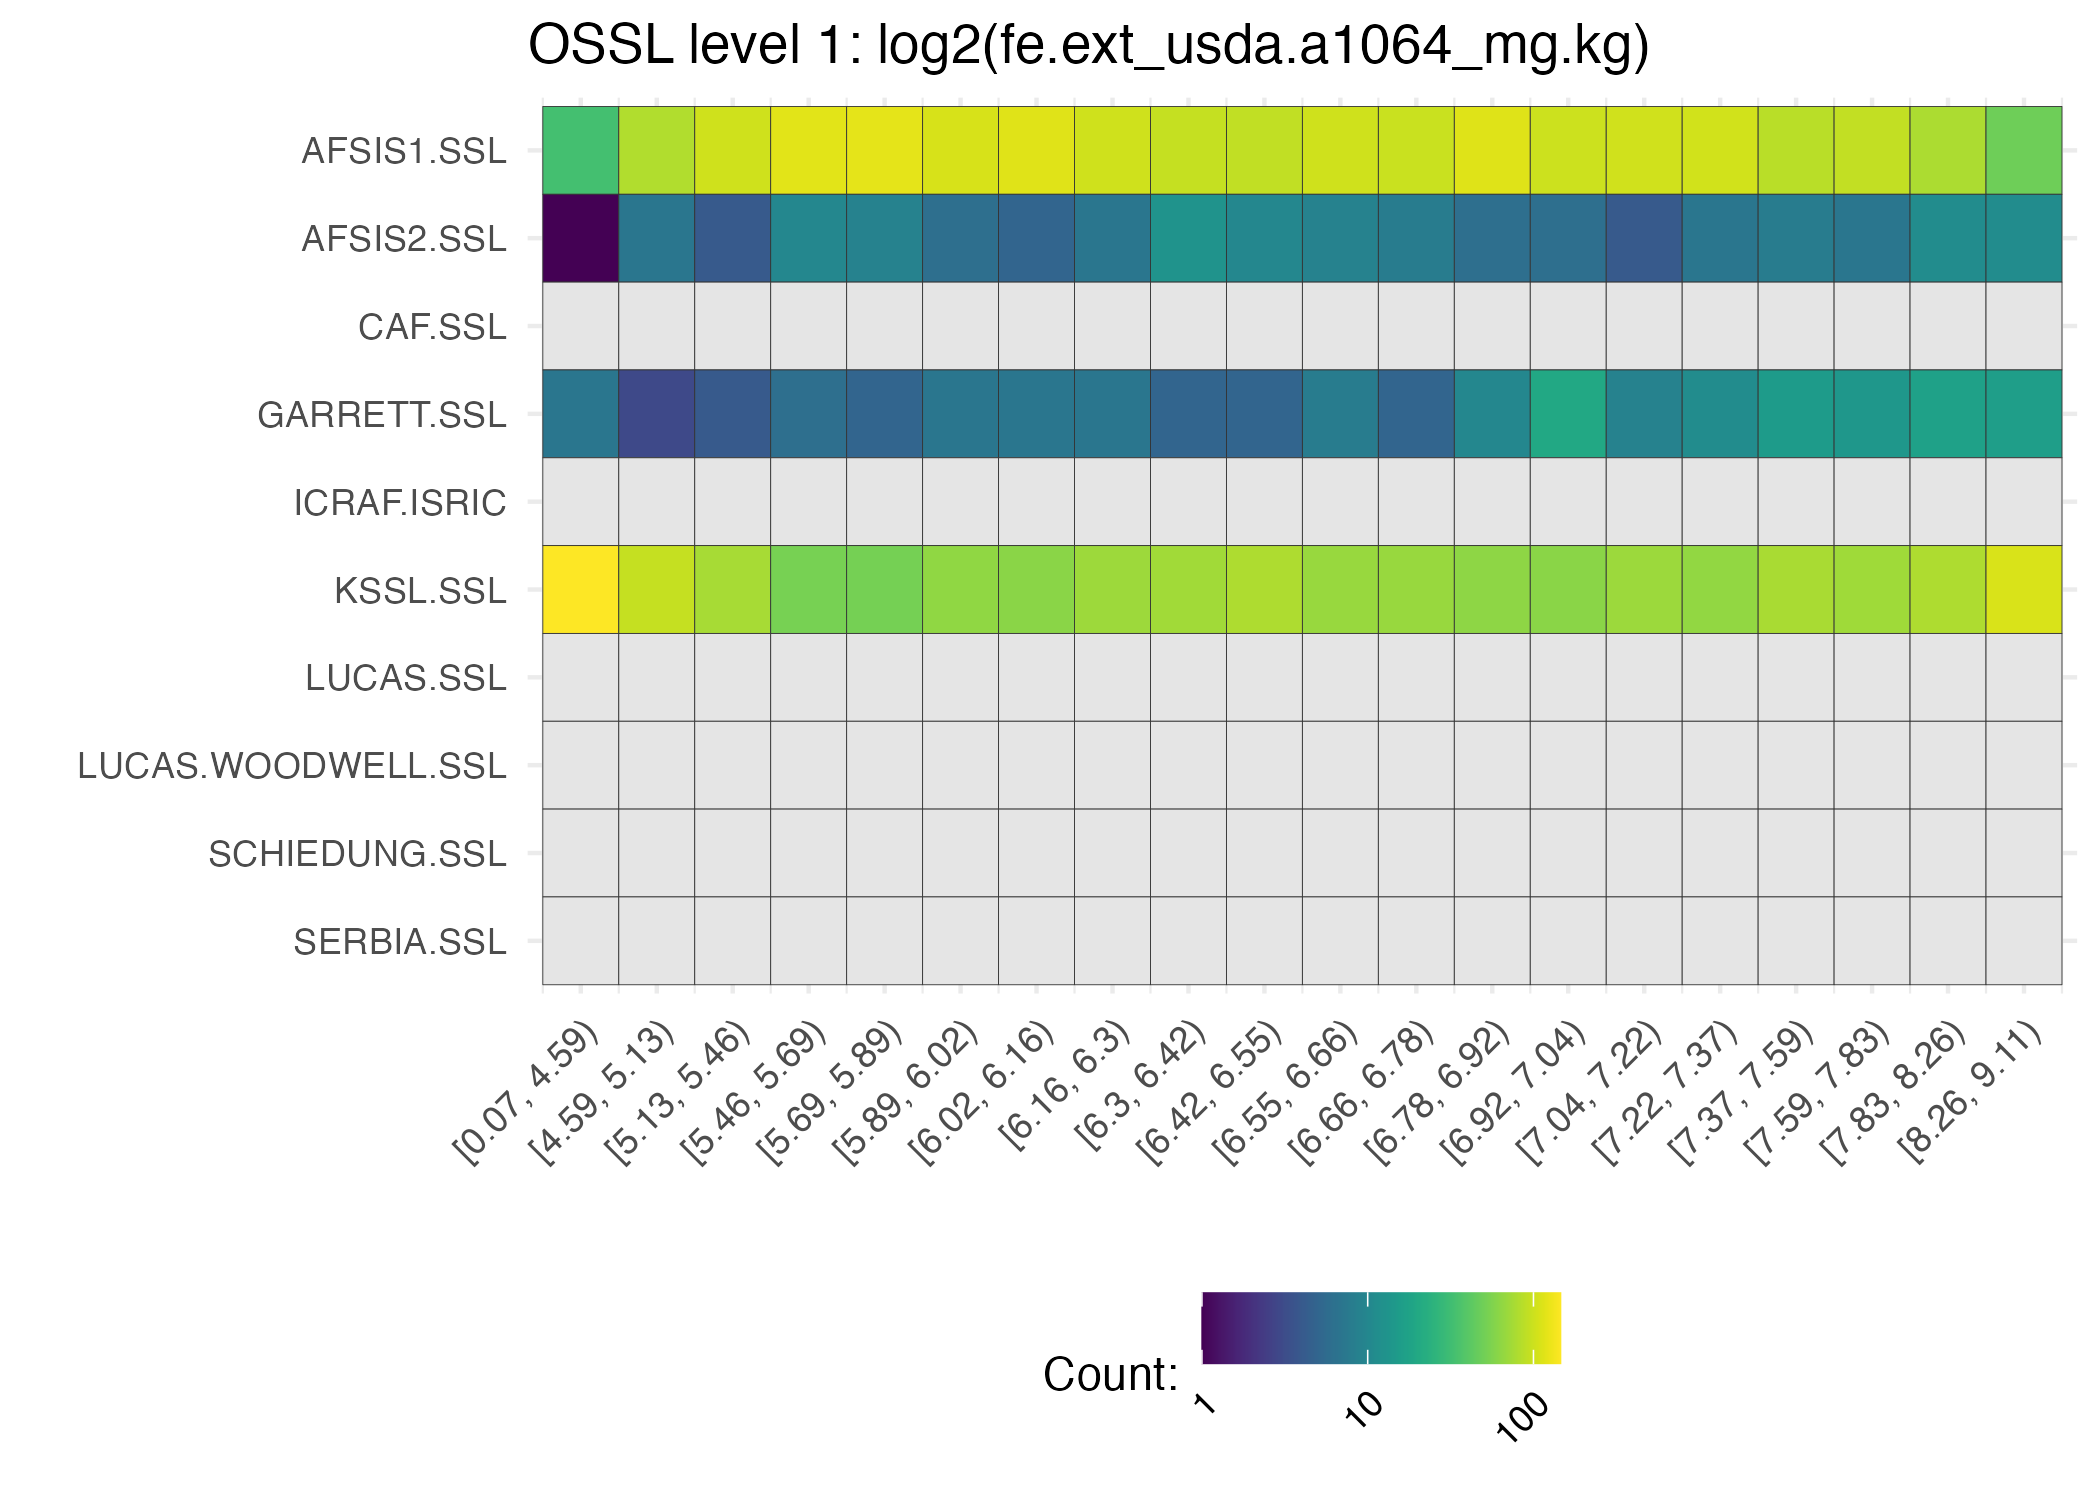 OSSL level 1: log2(fe.ext_usda.a1064_mg.kg)
AFSIS1.SSL
AFSIS2.SSL
CAF.SSL
GARRETT.SSL
ICRAF.ISRIC
KSSL.SSL
LUCAS.SSL
LUCAS.WOODWELL.SSL
SCHIEDUNG.SSL
SERBIA.SSL
[0.07, 4.59)
[4.59, 5.13)
[5.13, 5.46)
[5.46, 5.69)
[5.69, 5.89)
[5.89, 6.02)
[6.02, 6.16)
[6.16, 6.3)
[6.3, 6.42)
[6.42, 6.55)
[6.55, 6.66)
[6.66, 6.78)
[6.78, 6.92)
[6.92, 7.04)
[7.04, 7.22)
[7.22, 7.37)
[7.37, 7.59)
[7.59, 7.83)
[7.83, 8.26)
[8.26, 9.11)
Count:
1
10
100